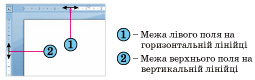 1
2
1 – Межа лівого поля на
горизонтальній лінійці
2 – Межа верхнього поля на
вертикальній лінійці